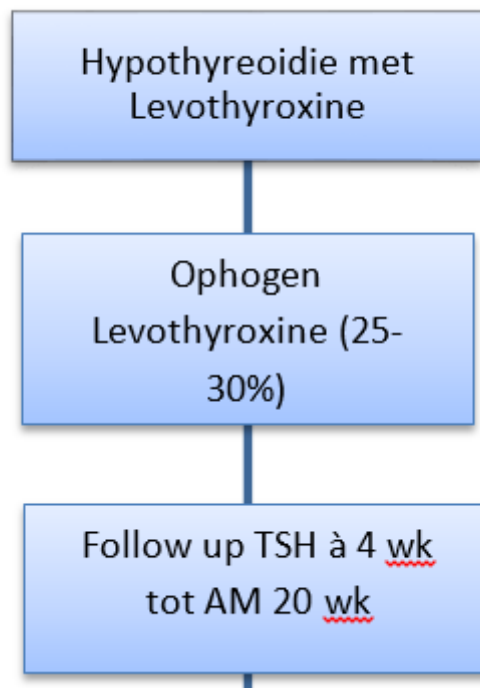 Hypothyreoidie met
Levothyroxine
Ophogen
Levothyroxine (25-
30%)
Follow up TSH à 4 wk
tot AM 20 wk